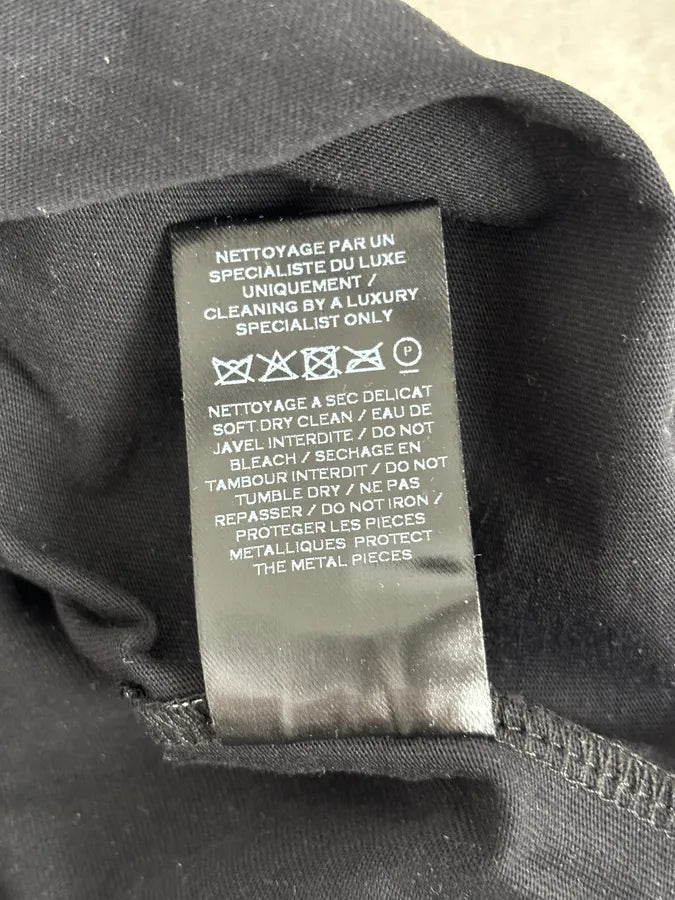 NETTOYAGE PAR UN
SPECIALISTE DU LUXE
UNIQUEMENT /
CLEANING BY A LUXURY
SPECIALIST ONLY
P
NETTOYAGE A SEC DELICAT
SOFT.DRY CLEAN / EAU DE
JAVEL INTERDITE / DO NOT
BLEACH / SECHAGE EN
TAMBOUR INTERDIT / DO NOT
TUMBLE DRY / NE PAS
REPASSER / DO NOT IRON /
PROTEGER LES PIECES
METALLIQUES PROTECT
THE METAL PIECES